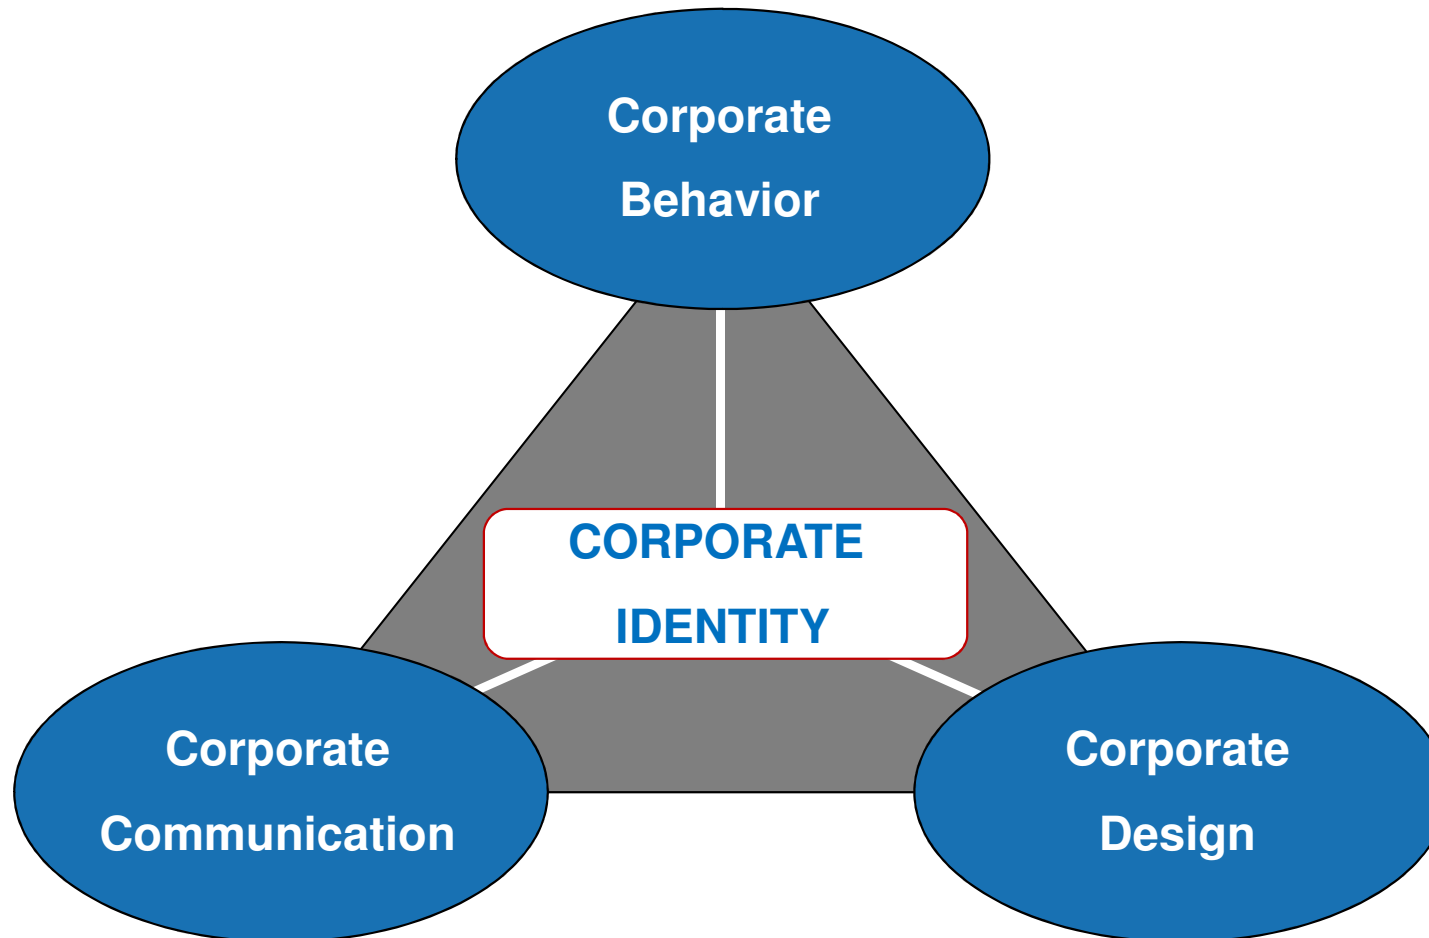 Corporate
Behavior
CORPORATE
IDENTITY
Corporate
Communication
Corporate
Design